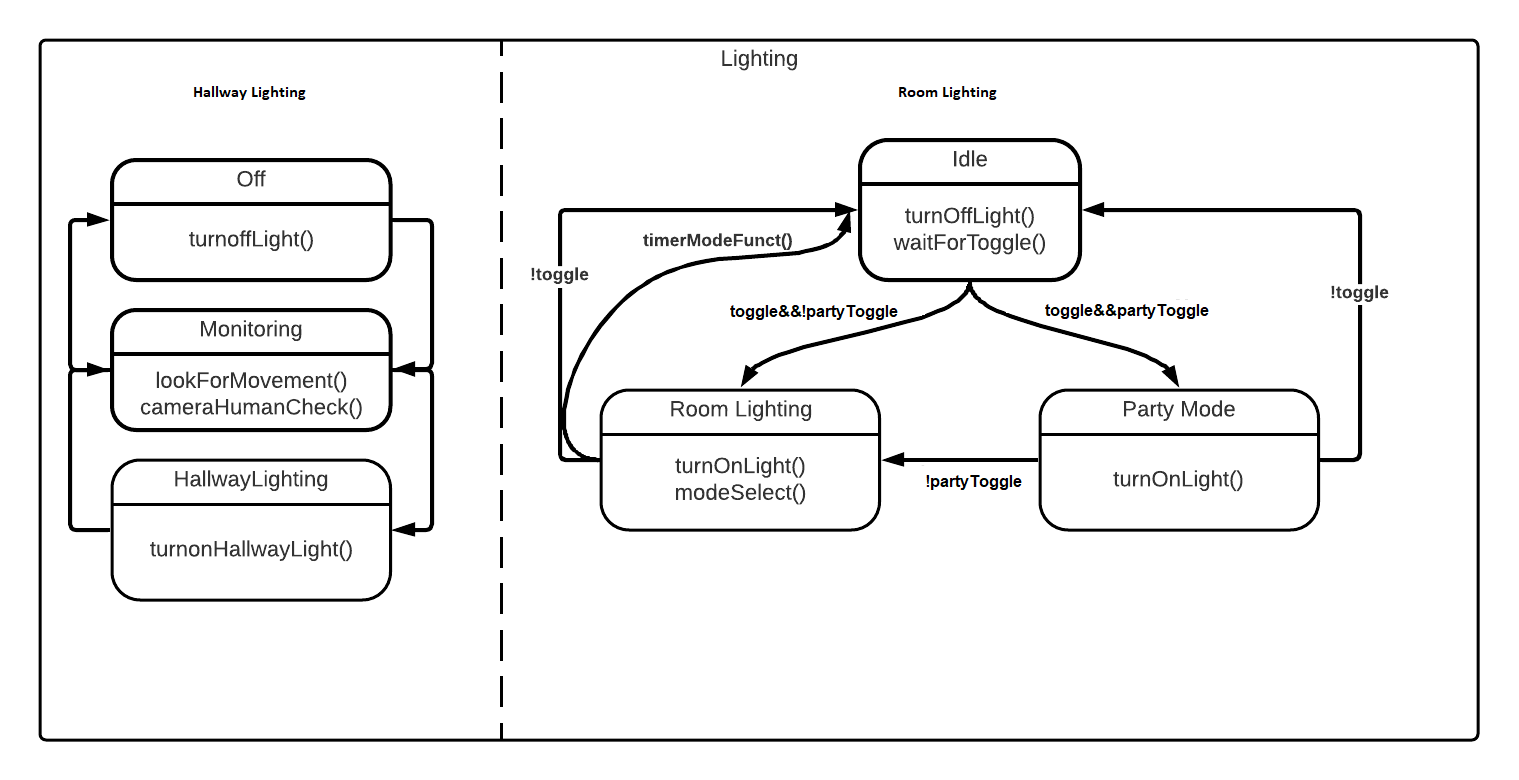 Lighting
Hallway Lighting
Off
turnoffLight()
Monitoring
lookForMovement()
cameraHumanCheck()
HallwayLighting
turnonHallwayLight()
Room Lighting
Idle
turnOffLight()
waitForToggle()
timerModeFunct()
!toggle
toggle&&!partyToggle
toggle&&partyToggle
!toggle
Room Lighting
turnOnLight()
modeSelect()
!partyToggle
Party Mode
turnOnLight()